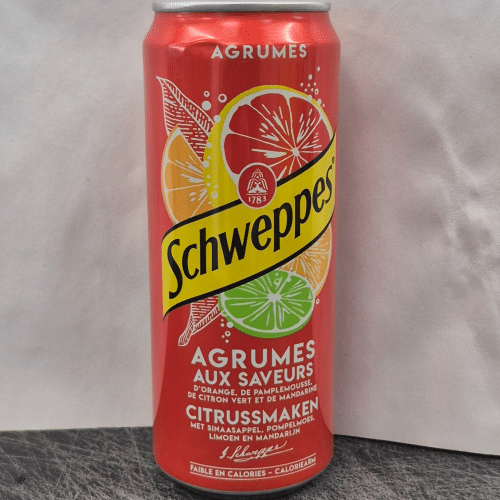 AGRUMES
1783
Schweppes
AGRUMES
AUX SAVEURS
D'ORANGE, DE PAMPLEMOUSSE,
DE CITRON VERT ET DE MANDARINE
CITRUSSMAKEN
MET SINAASAPPEL, POMPELMOES,
LIMOEN EN MANDARIJN
J. Schweppe
FAIBLE EN CALORIES - CALORIEARM